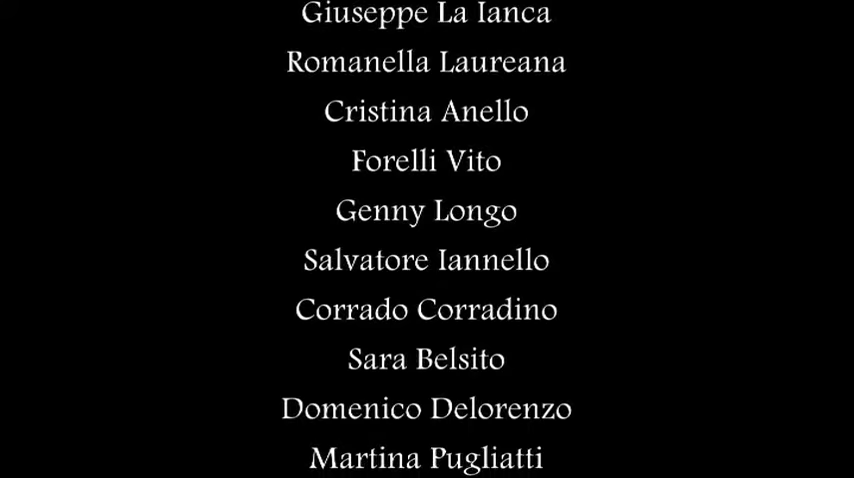 Giuseppe La Ianca
Romanella Laureana
Cristina Anello
Forelli Vito
Genny Longo
Salvatore Iannello
Corrado Corradino
Sara Belsito
Domenico Delorenzo
Martina Pugliatti